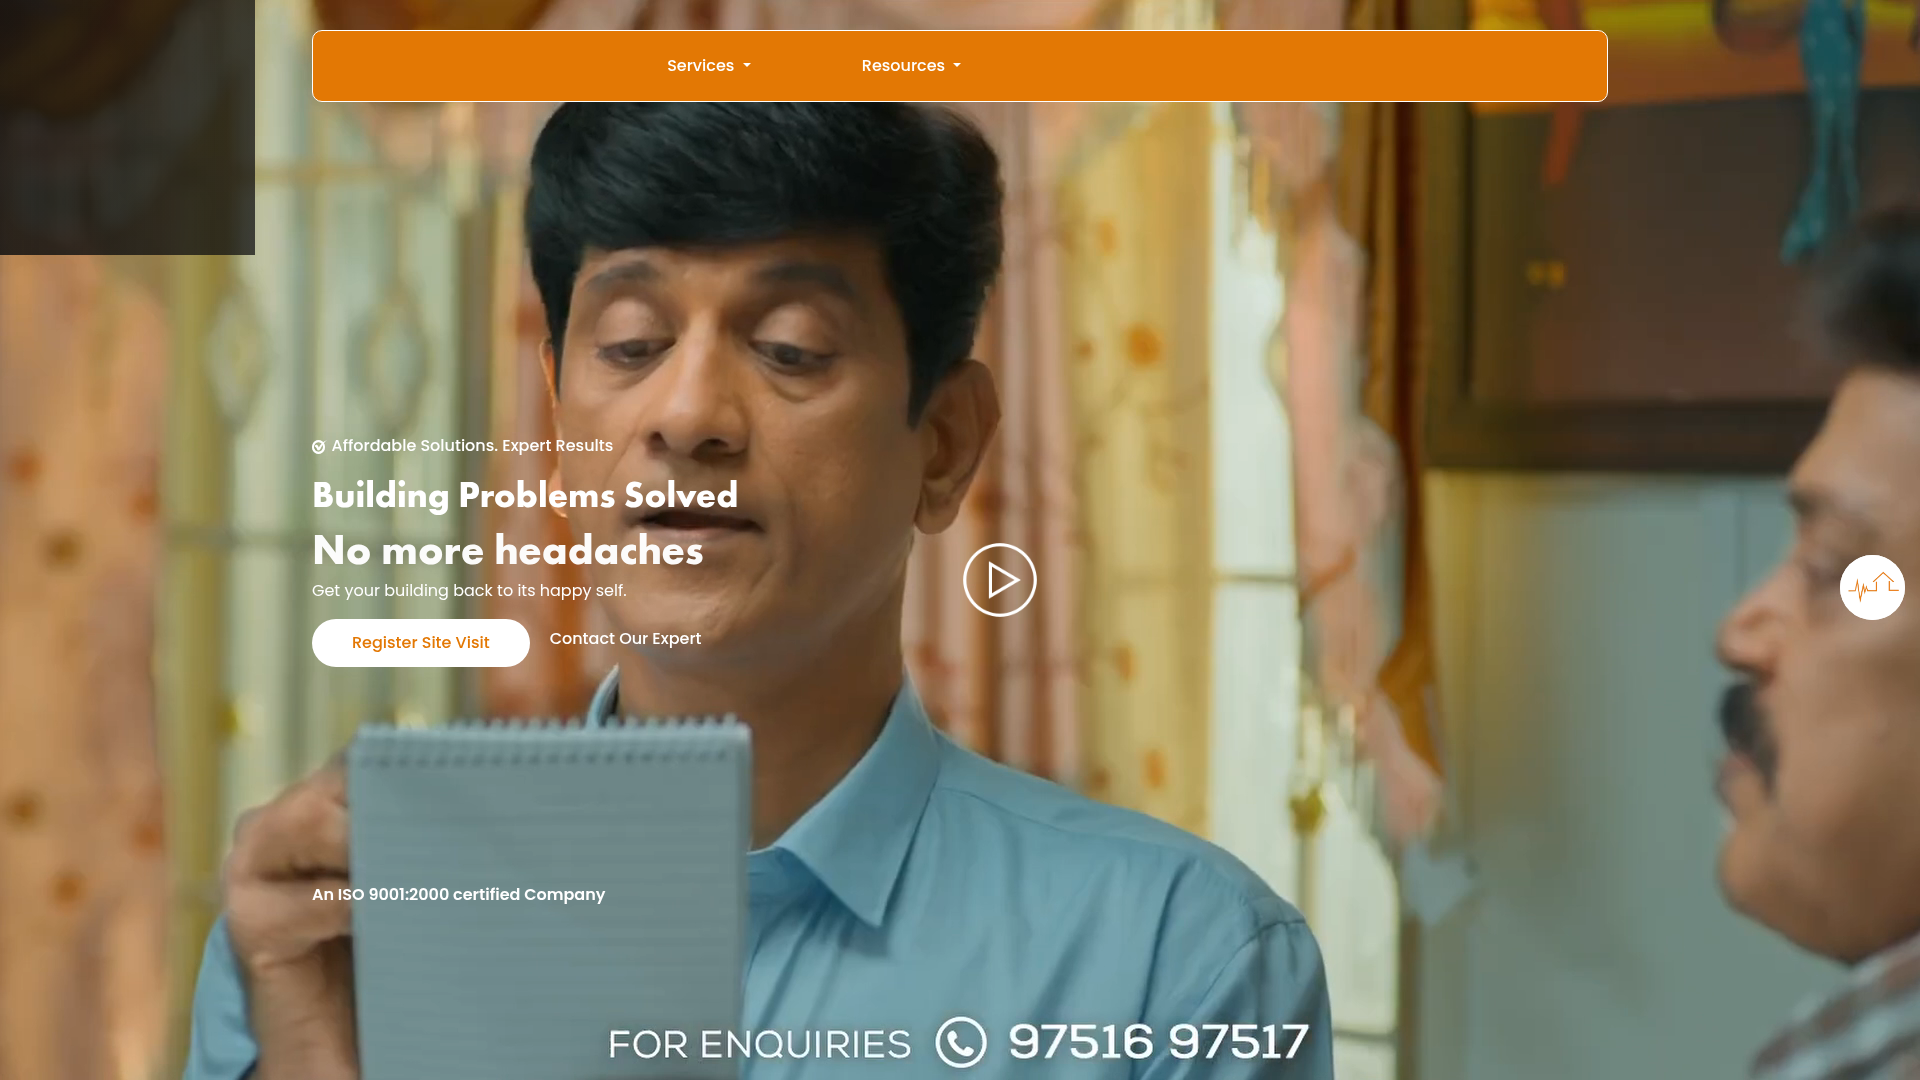 Services
Resources
Affordable Solutions. Expert Results
Building Problems Solved
No more headaches
Get your building back to its happy self.
Register Site Visit
Contact Our Expert
An ISO 9001:2000 certified Company
FOR ENQUIRIES 97516 97517